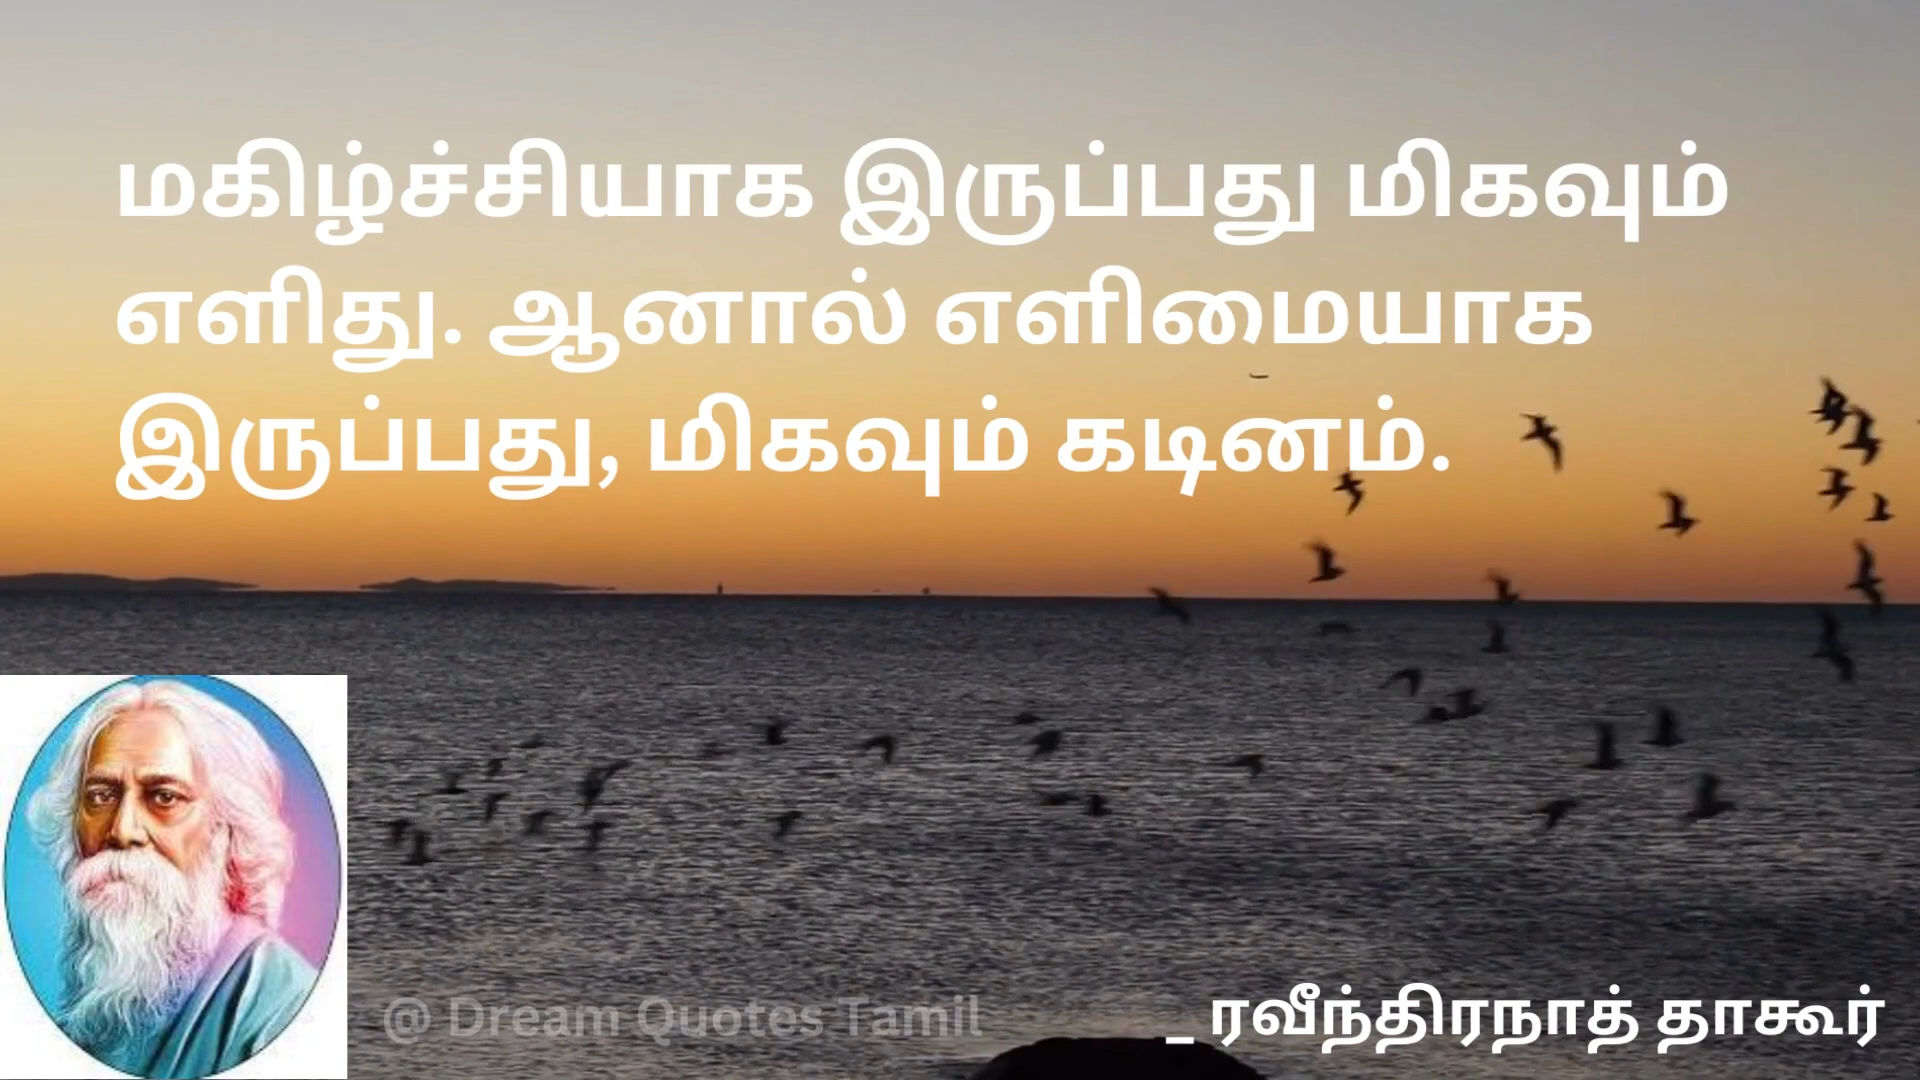 மகிழ்ச்சியாக இருப்பது மிகவும்
எளிது. ஆனால் எளிமையாக
இருப்பது, மிகவும் கடினம்.
@ Dream Quotes Tamil
_ ரவீந்திரநாத் தாகூர்